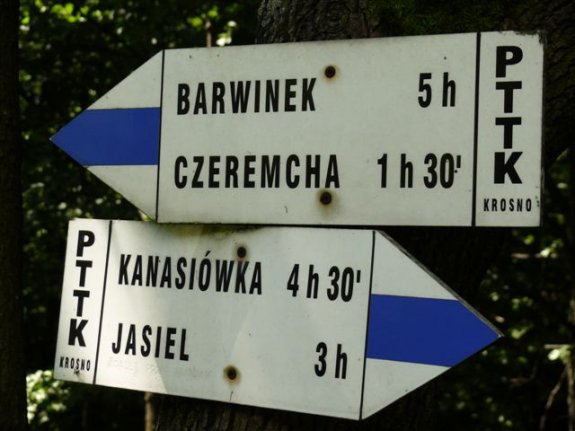 BARWINEK 5 h
CZEREMCHA 1 h 30'
PTTK
KROSNO
PTTK
KROSNO
KANASIÓWKA 4 h 30'
JASIEL 3 h